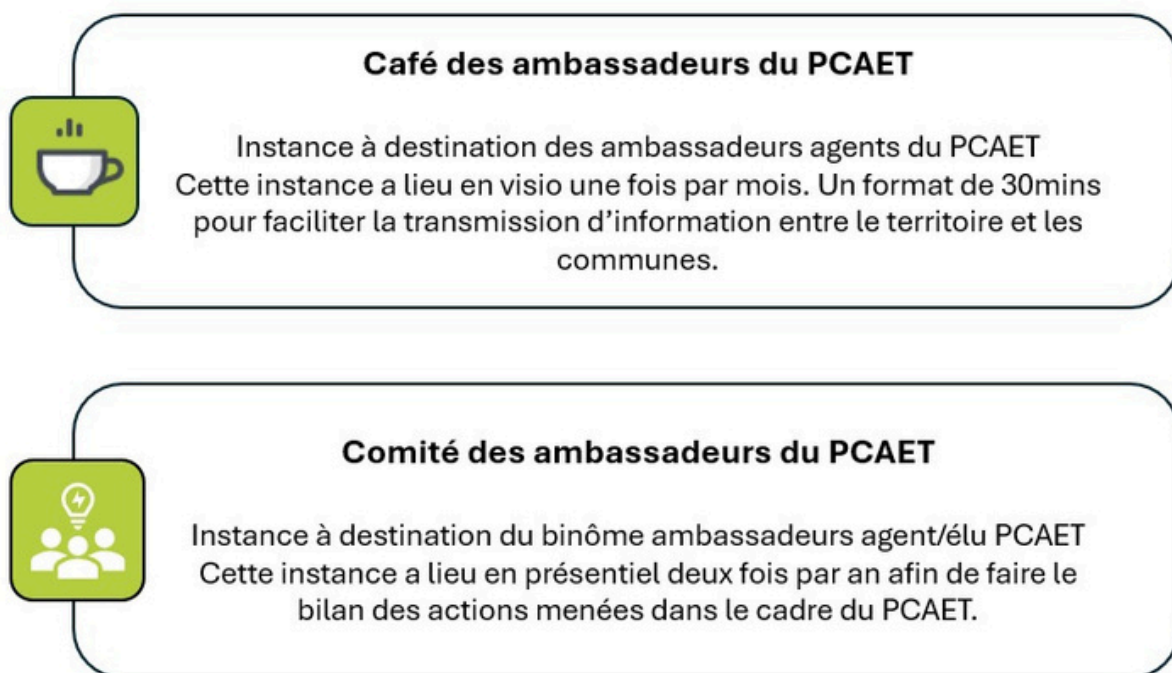 Café des ambassadeurs du PCAET
Instance à destination des ambassadeurs agents du PCAET
Cette instance a lieu en visio une fois par mois. Un format de 30mins
pour faciliter la transmission d’information entre le territoire et les
communes.
Comité des ambassadeurs du PCAET
Instance à destination du binôme ambassadeurs agent/élu PCAET
Cette instance a lieu en présentiel deux fois par an afin de faire le
bilan des actions menées dans le cadre du PCAET.